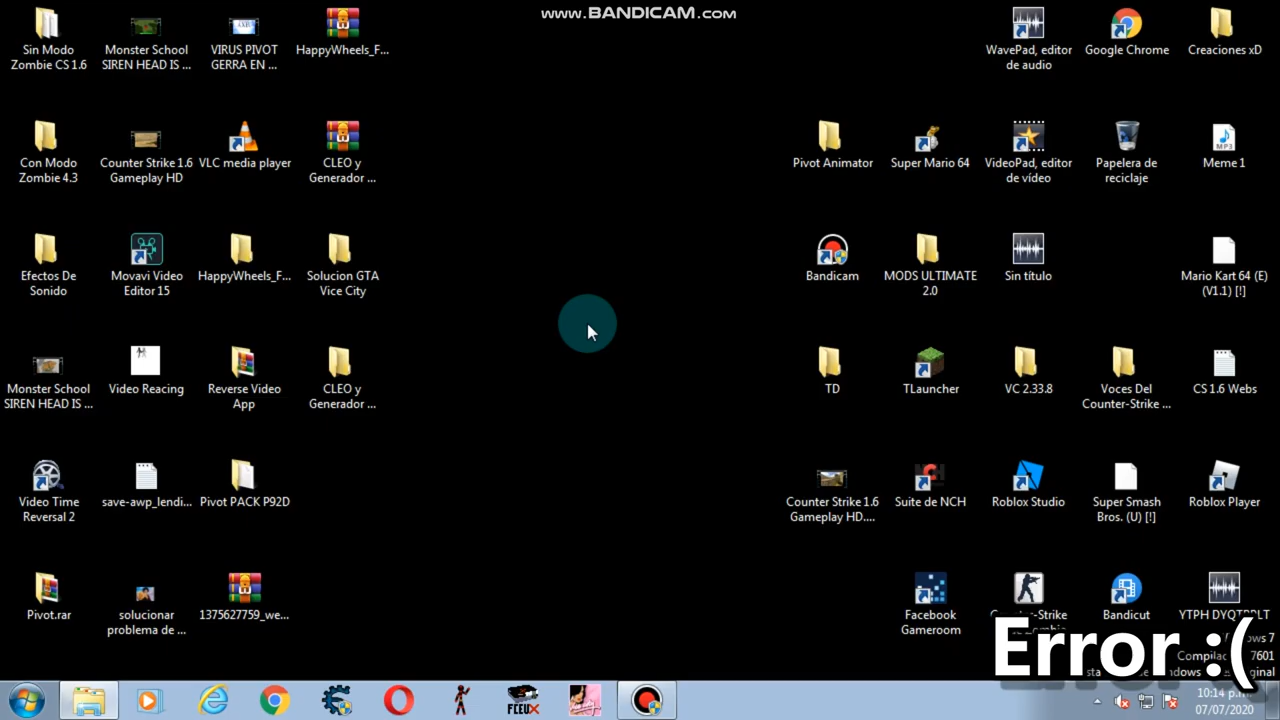 www.BANDICAM.com
Sin Modo
Zombie CS 1.6
Monster School
SIREN HEAD IS ...
VIRUS PIVOT
GERRA EN ...
HappyWheels_F...
WavePad, editor
de audio
Google Chrome
Creaciones xD
Con Modo
Zombie 4.3
Counter Strike 1.6
Gameplay HD
VLC media player
CLEO y
Generador ...
Pivot Animator
Super Mario 64
VideoPad, editor
de vídeo
Papelera de
reciclaje
MP3
Meme 1
Efectos De
Sonido
Movavi Video
Editor 15
HappyWheels_F...
Solucion GTA
Vice City
Bandicam
MODS ULTIMATE
2.0
Sin título
Mario Kart 64 (E)
(V1.1) [!]
Monster School
SIREN HEAD IS ...
Video Reacing
Reverse Video
App
CLEO y
Generador ...
TD
TLauncher
VC 2.33.8
Voces Del
Counter-Strike ...
CS 1.6 Webs
Video Time
Reversal 2
save-awp_lendi...
Pivot PACK P92D
Counter Strike 1.6
Gameplay HD....
NCH
Suite de NCH
Roblox Studio
Super Smash
Bros. (U) [!]
Roblox Player
Pivot.rar
solucionar
problema de ...
1375627759_we...
Facebook
Gameroom
Counter-Strike
Bandicut
Error :(
7601
FCEUX
10:14 p.m.
07/07/2020